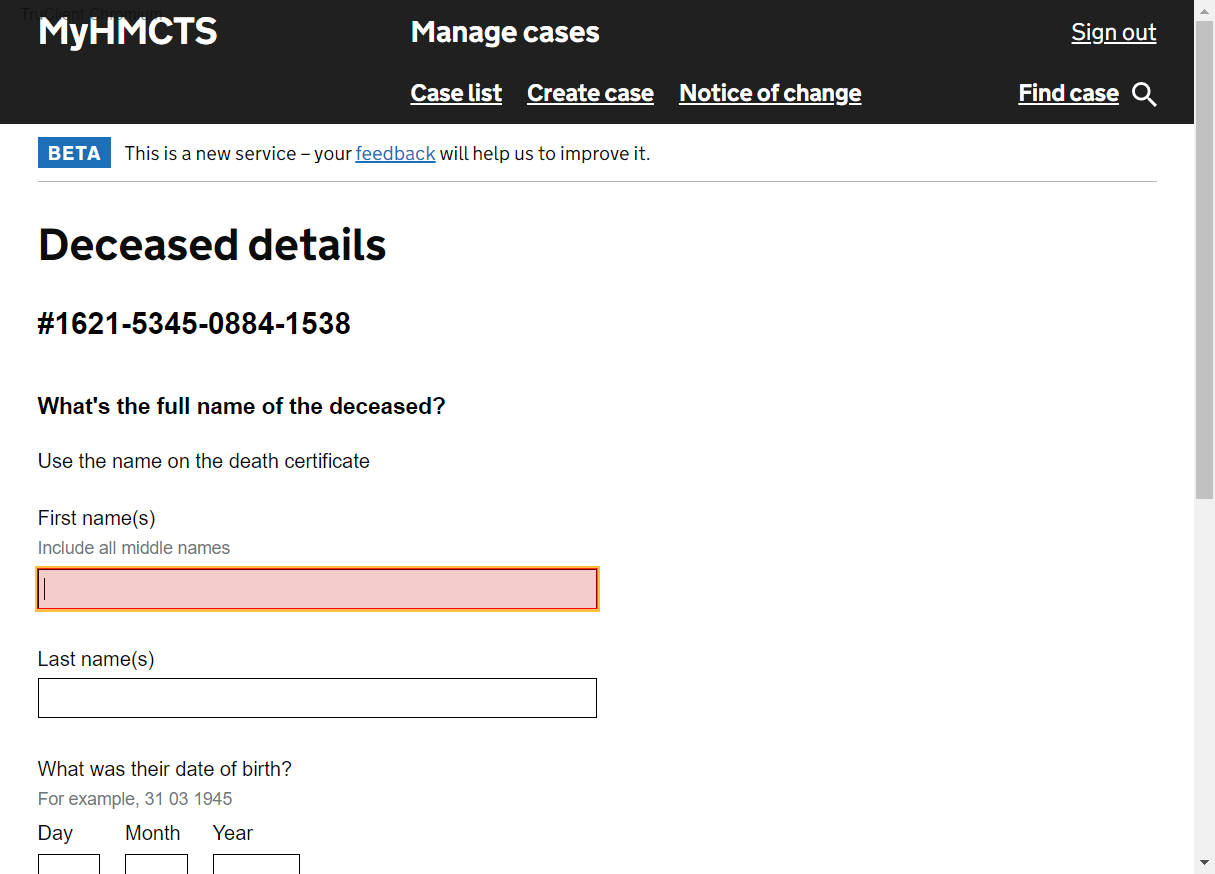 TruClient Chromium
MyHMCTS Manage cases Sign out
Case list Create case Notice of change Find case
BETA This is a new service – your feedback will help us to improve it.
Deceased details
#1621-5345-0884-1538
What's the full name of the deceased?
Use the name on the death certificate
First name(s)
Include all middle names
Last name(s)
What was their date of birth?
For example, 31 03 1945
Day Month Year